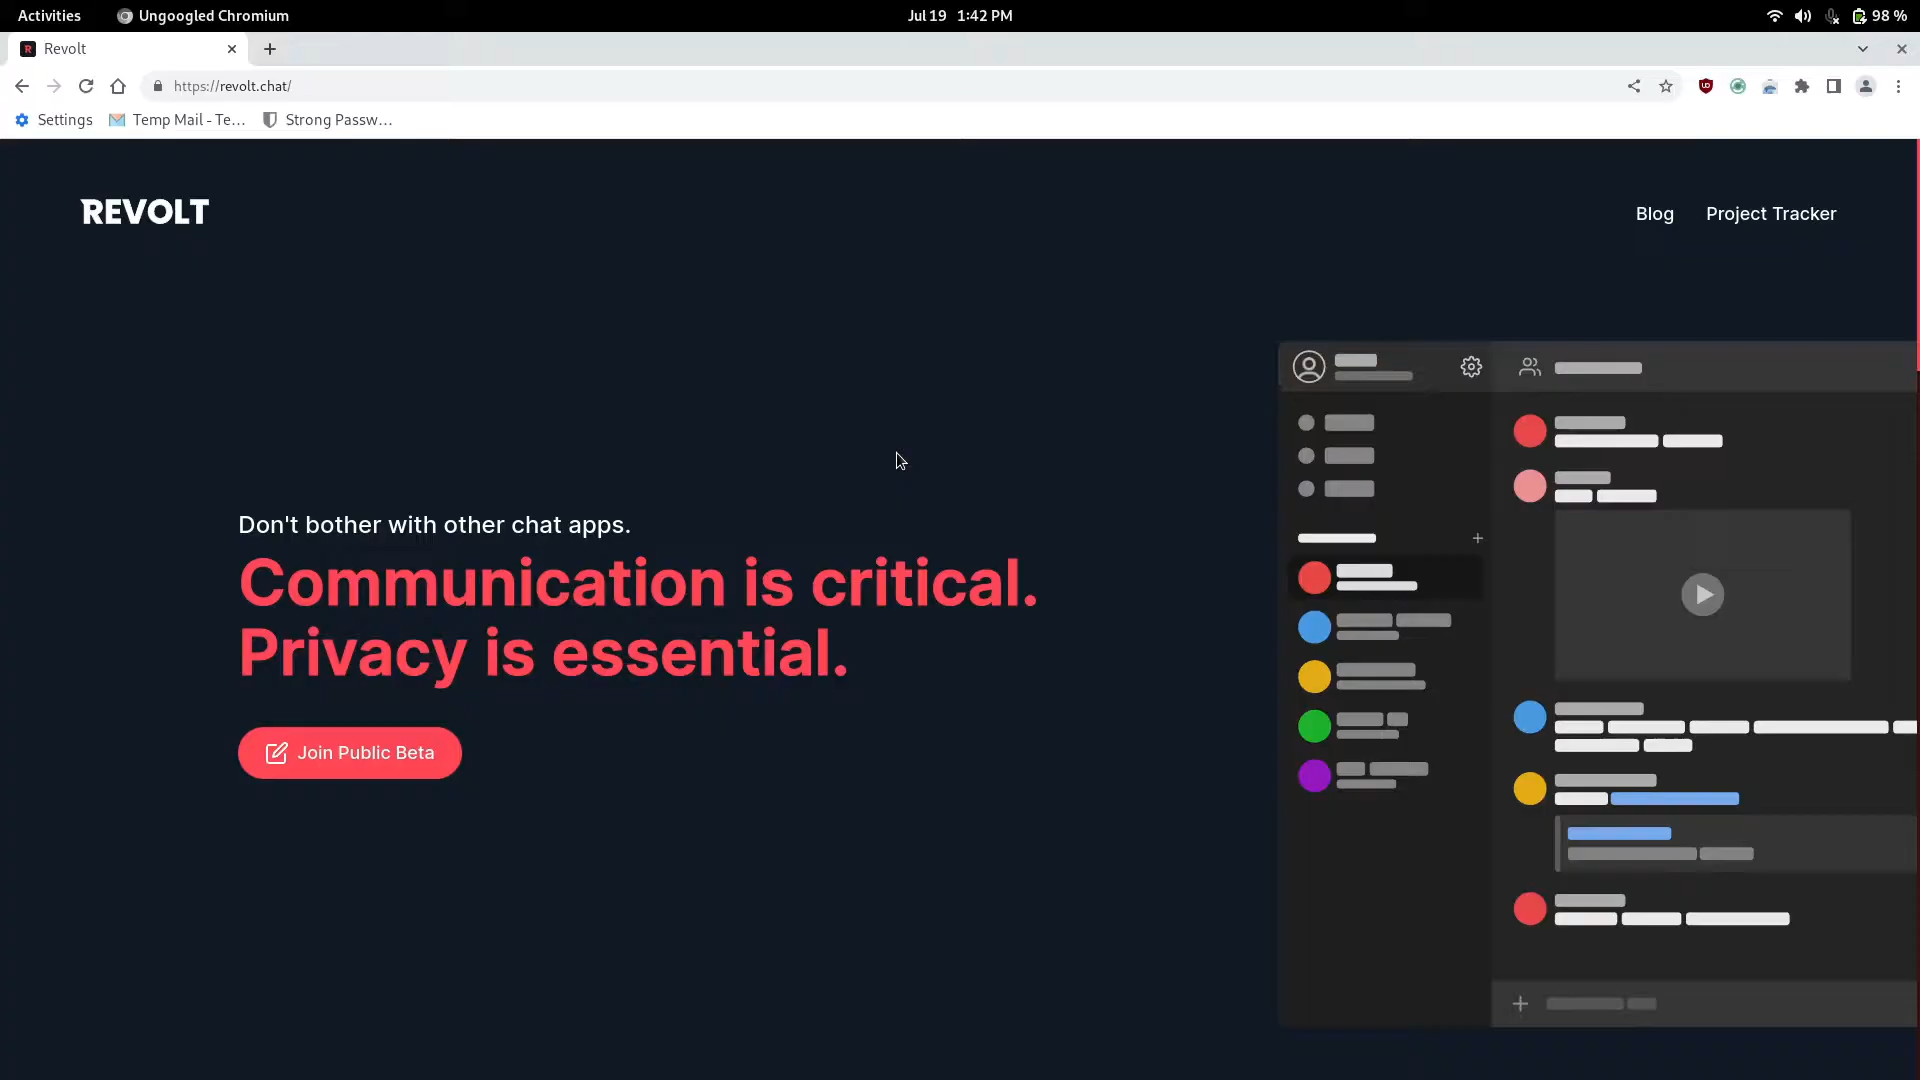 Activities Ungoogled Chromium Jul 19 1:42 PM 98 %
Revolt
https://revolt.chat/
Settings Temp Mail - Te... Strong Passw...
REVOLT Blog Project Tracker
Don't bother with other chat apps.
Communication is critical.
Privacy is essential.
Join Public Beta